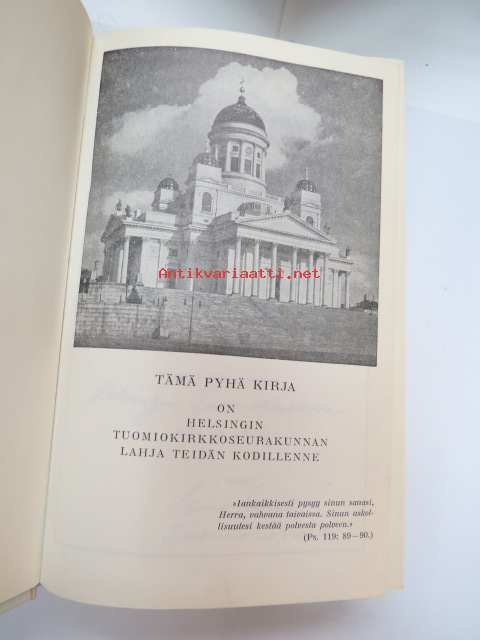 Antikvariaatti.net
TÄMÄ PYHÄ KIRJA
ON
HELSINGIN
TUOMIOKIRKKOSEURAKUNNAN
LAHJA TEIDÄN KODILLENNE
»Iankaikkisesti pysyy sinun sanasi,
Herra, vahvana taivaissa. Sinun uskol-
lisuutesi kestää polvesta polveen.»
(Ps. 119: 89—90.)